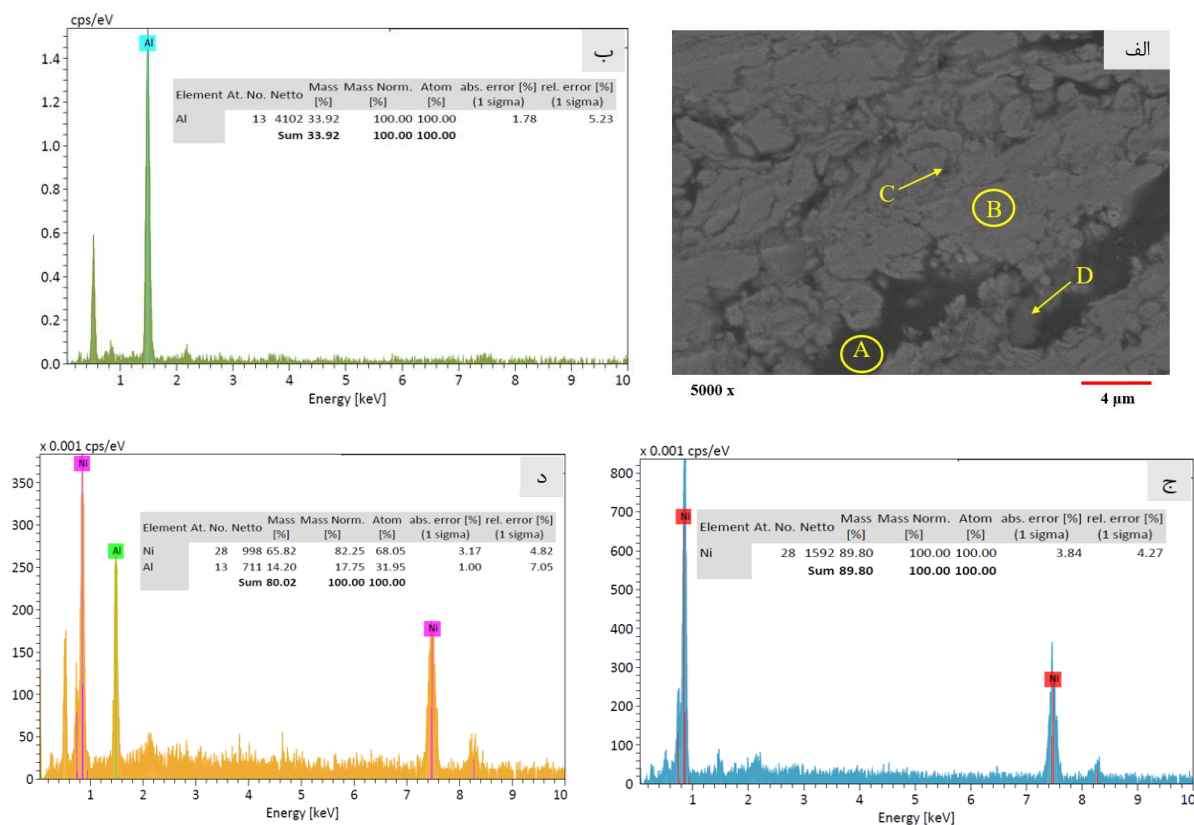 الف
C
B
D
A
5000 x
4 µm
ب
cps/eV
Al
1.4
1.2
1.0
0.8
0.6
0.4
0.2
0.0
Element At. No. Netto Mass [%] Mass Norm. [%] Atom [%] abs. error [%] (1 sigma) rel. error [%] (1 sigma)
Al 13 4102 33.92 100.00 100.00 1.78 5.23
Sum 33.92 100.00 100.00
1 2 3 4 5 6 7 8 9 10
Energy [keV]
ج
x 0.001 cps/eV
Ni
Ni
800
700
600
500
400
300
200
100
0
Element At. No. Netto Mass [%] Mass Norm. [%] Atom [%] abs. error [%] (1 sigma) rel. error [%] (1 sigma)
Ni 28 1592 89.80 100.00 100.00 3.84 4.27
Sum 89.80 100.00 100.00
1 2 3 4 5 6 7 8 9 10
Energy [keV]
د
x 0.001 cps/eV
Ni
Al
Ni
350
300
250
200
150
100
50
0
Element At. No. Netto Mass [%] Mass Norm. [%] Atom [%] abs. error [%] (1 sigma) rel. error [%] (1 sigma)
Ni 28 998 65.82 82.25 68.05 3.17 4.82
Al 13 711 14.20 17.75 31.95 1.00 7.05
Sum 80.02 100.00 100.00
1 2 3 4 5 6 7 8 9 10
Energy [keV]